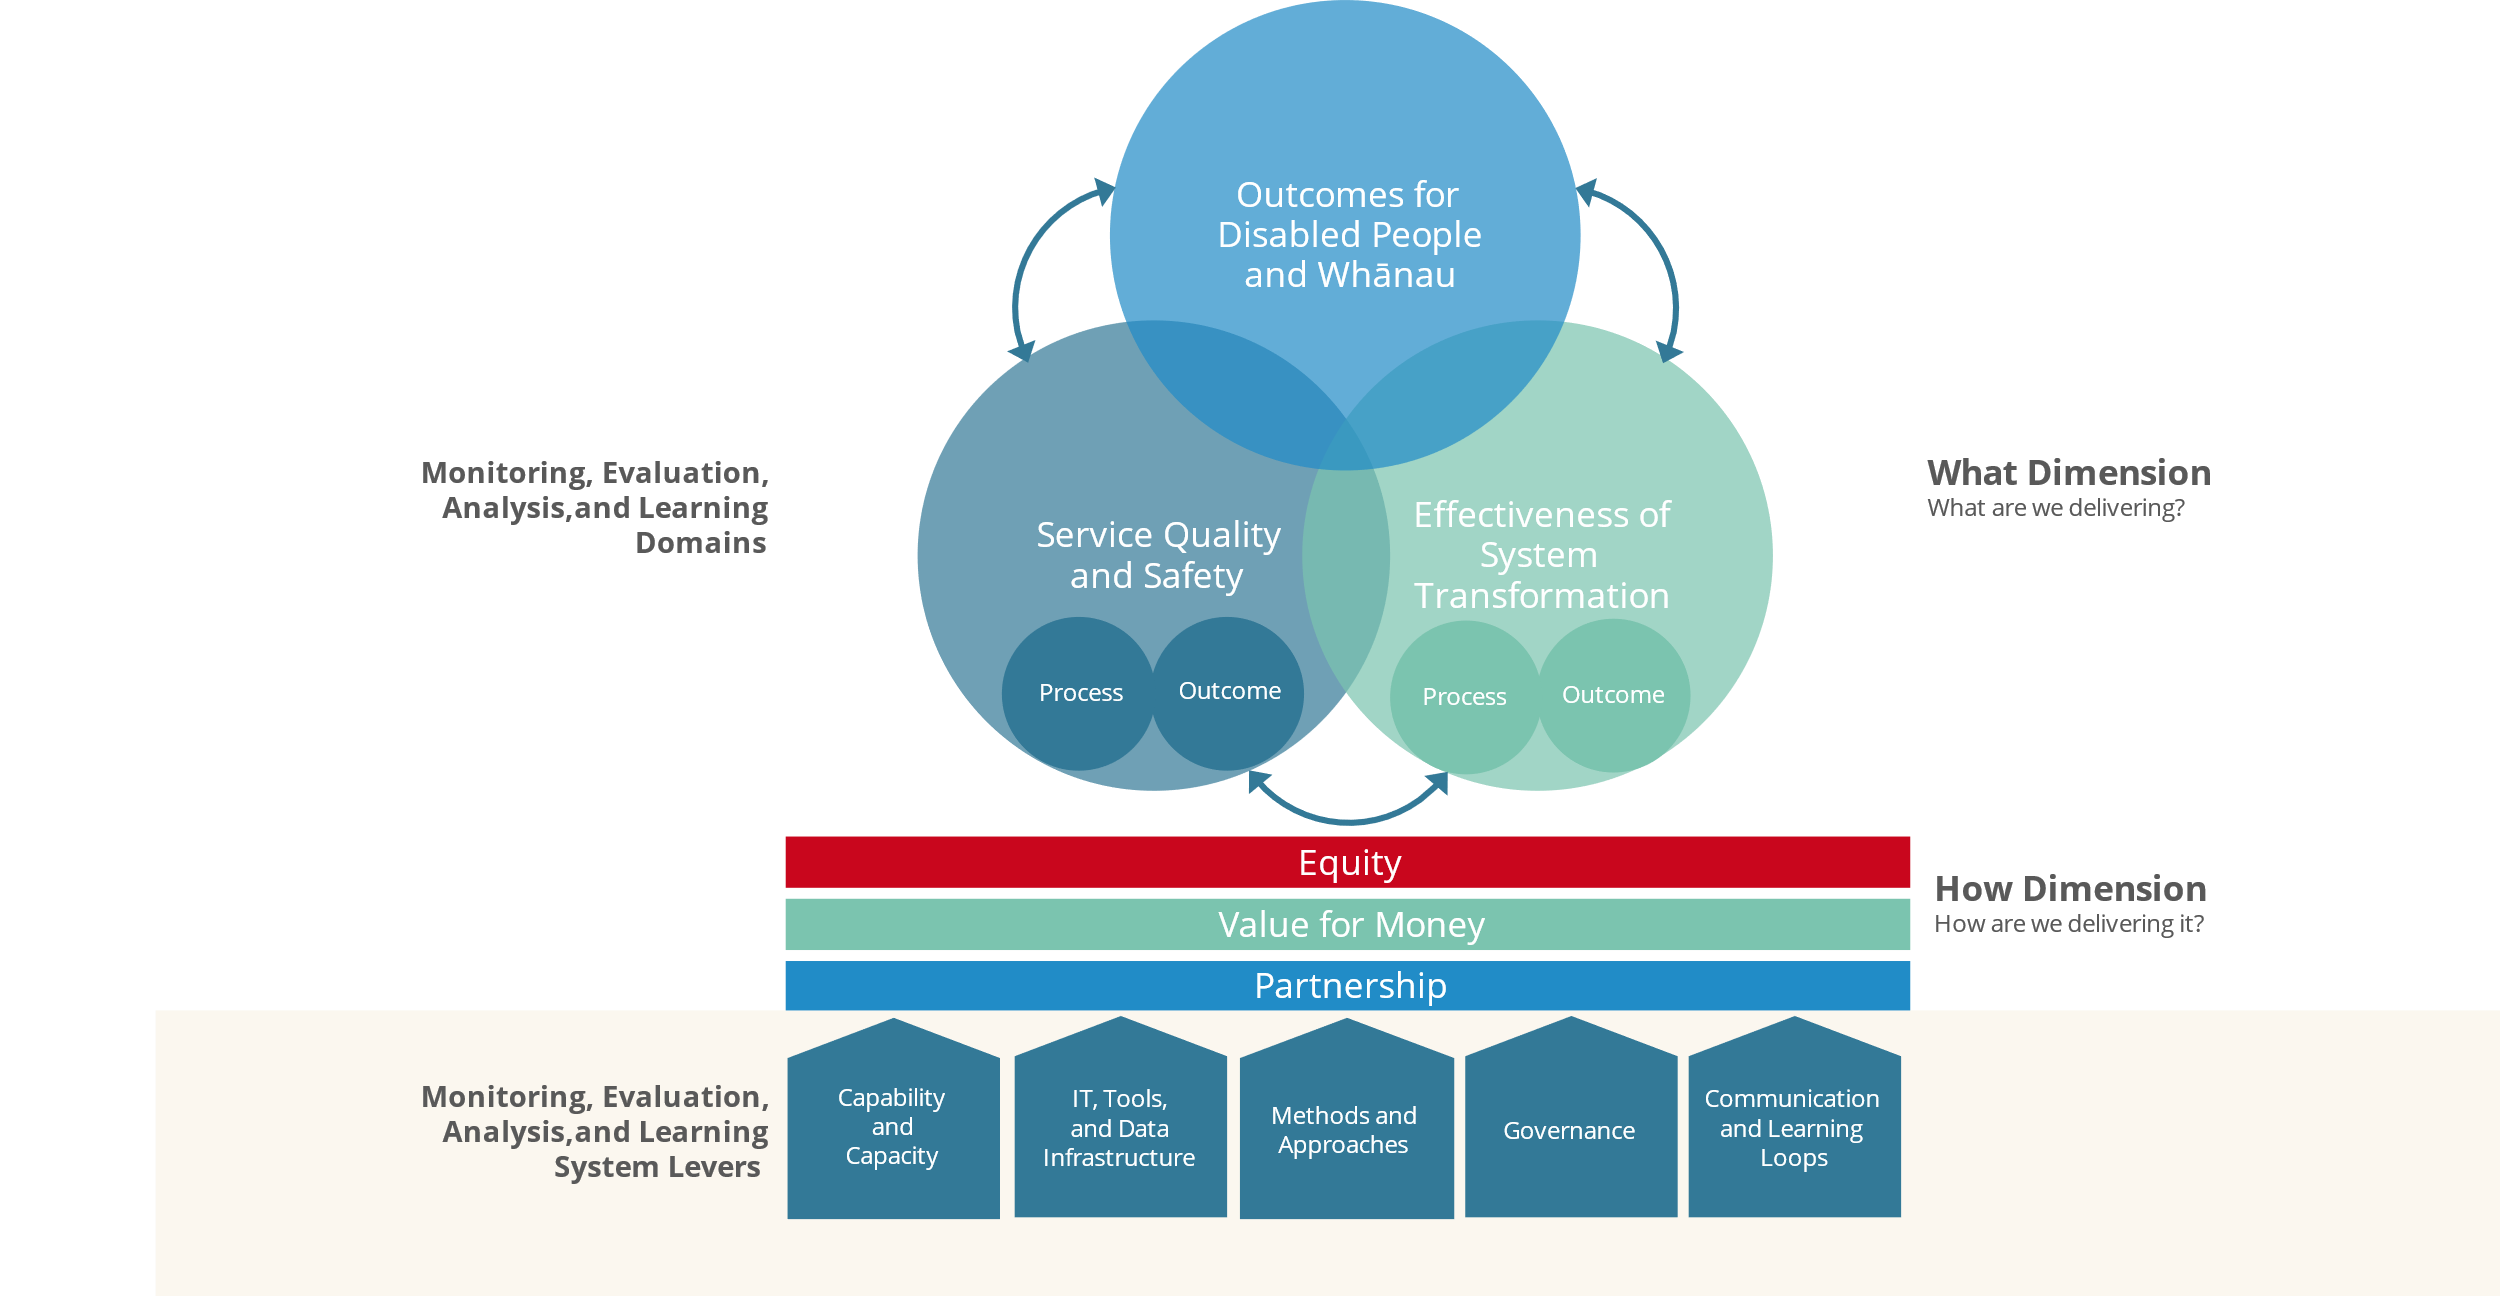 Outcomes for
Disabled People
and Whānau
Monitoring, Evaluation,
Analysis,and Learning
Domains
Service Quality
and Safety
Process
Outcome
Effectiveness of
System
Transformation
Process
Outcome
What Dimension
What are we delivering?
Equity
Value for Money
Partnership
How Dimension
How are we delivering it?
Monitoring, Evaluation,
Analysis,and Learning
System Levers
Capability
and
Capacity
IT, Tools,
and Data
Infrastructure
Methods and
Approaches
Governance
Communication
and Learning
Loops